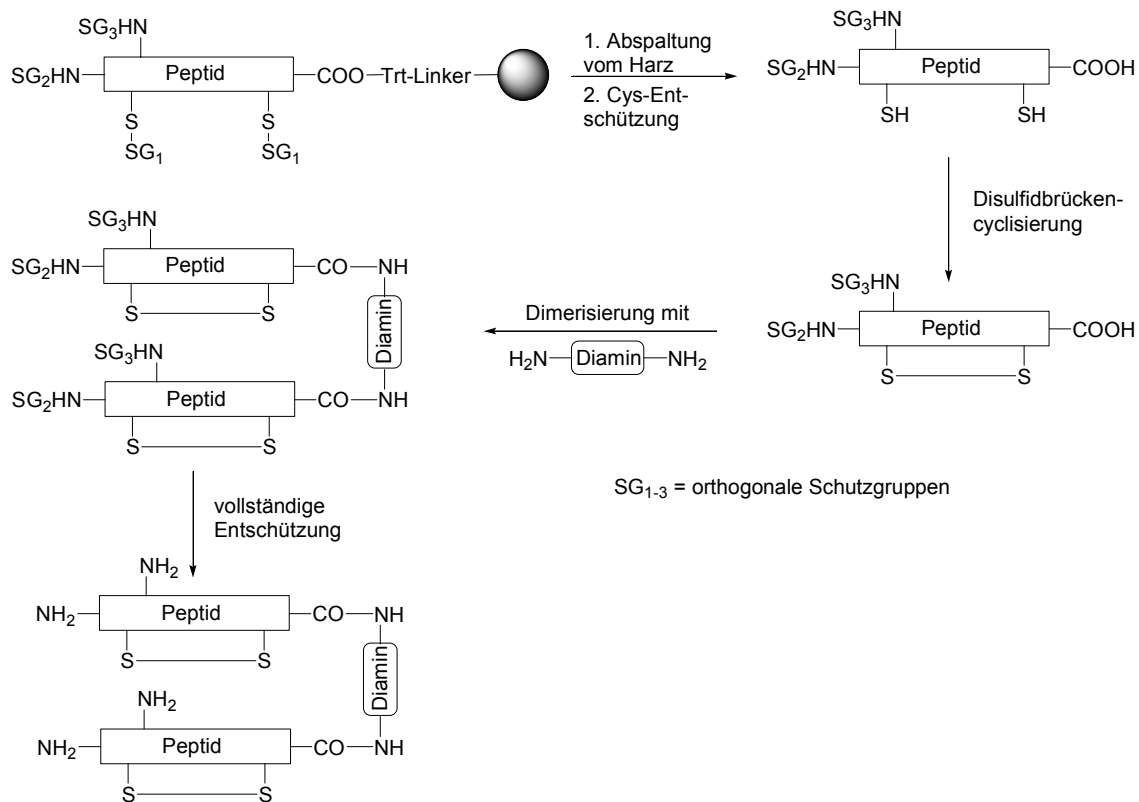 SG₃HN
SG₂HN
Peptid
COO
Trt-Linker
S
S
SG₁
SG₁
1. Abspaltung
vom Harz
2. Cys-Ent-
schützung
SG₃HN
SG₂HN
Peptid
COOH
SH
SH
Disulfidbrücken-
cyclisierung
SG₃HN
SG₂HN
Peptid
COOH
S
S
Dimerisierung mit
H₂N
Diamin
NH₂
SG₃HN
SG₂HN
Peptid
CO
NH
S
S
Diamin
SG₃HN
SG₂HN
Peptid
CO
NH
S
S
SG₁₋₃ = orthogonale Schutzgruppen
vollständige
Entschützung
NH₂
NH₂
Peptid
CO
NH
S
S
Diamin
NH₂
NH₂
Peptid
CO
NH
S
S